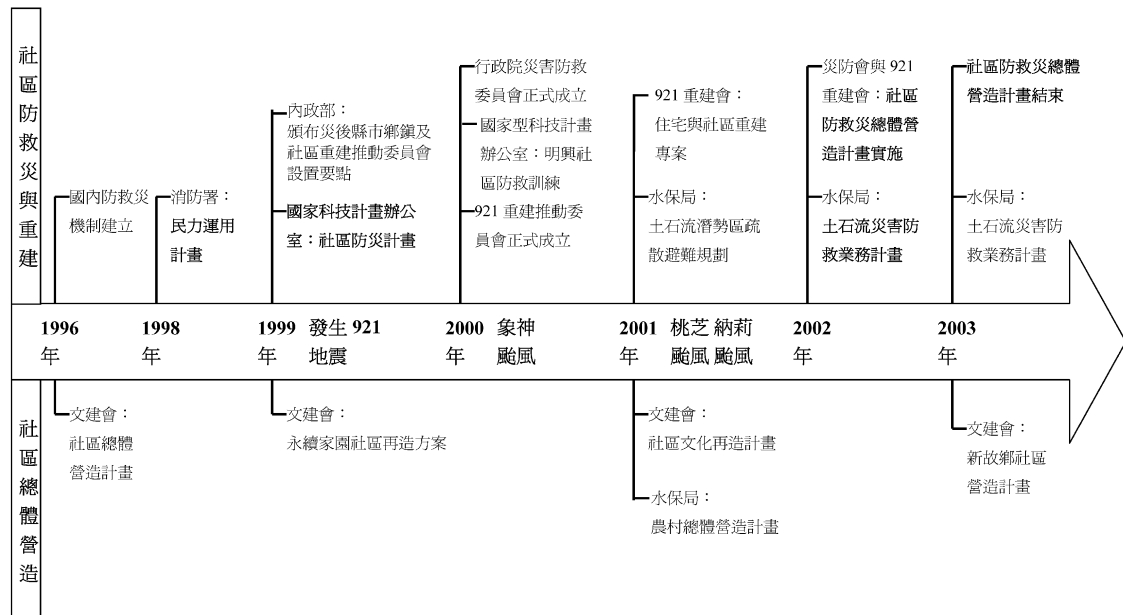 社區防救災與重建
國內防救災
機制建立
消防署：
民力運用
計畫
內政部：
頒布災後縣市鄉鎮及
社區重建推動委員會
設置要點
國家科技計畫辦公
室：社區防災計畫
行政院災害防救
委員會正式成立
國家型科技計畫
辦公室：明興社
區防救訓練
921 重建推動委
員會正式成立
921 重建會：
住宅與社區重建
專案
水保局：
土石流潛勢區疏
散避難規劃
災防會與 921
重建會：社區
防救災總體營
造計畫實施
水保局：
土石流災害防
救業務計畫
社區防救災總體
營造計畫結束
水保局：
土石流災害防
救業務計畫
1996
年
1998
年
1999 發生 921
年 地震
2000 象神
年 颱風
2001 桃芝 納莉
年 颱風 颱風
2002
年
2003
年
社區總體營造
文建會：
社區總體
營造計畫
文建會：
永續家園社區再造方案
文建會：
社區文化再造計畫
水保局：
農村總體營造計畫
文建會：
新故鄉社區
營造計畫